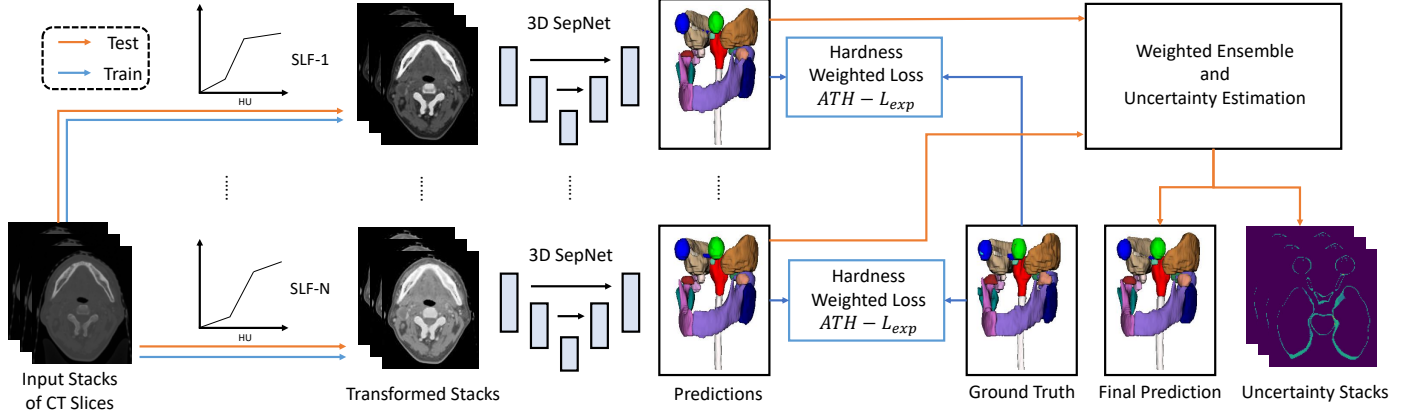 Test
Train
SLF-1
HU
3D SepNet
Hardness
Weighted Loss
ATH − L_exp
Weighted Ensemble
and
Uncertainty Estimation
SLF-N
HU
3D SepNet
Hardness
Weighted Loss
ATH − L_exp
Input Stacks
of CT Slices
Transformed Stacks
Predictions
Ground Truth
Final Prediction
Uncertainty Stacks